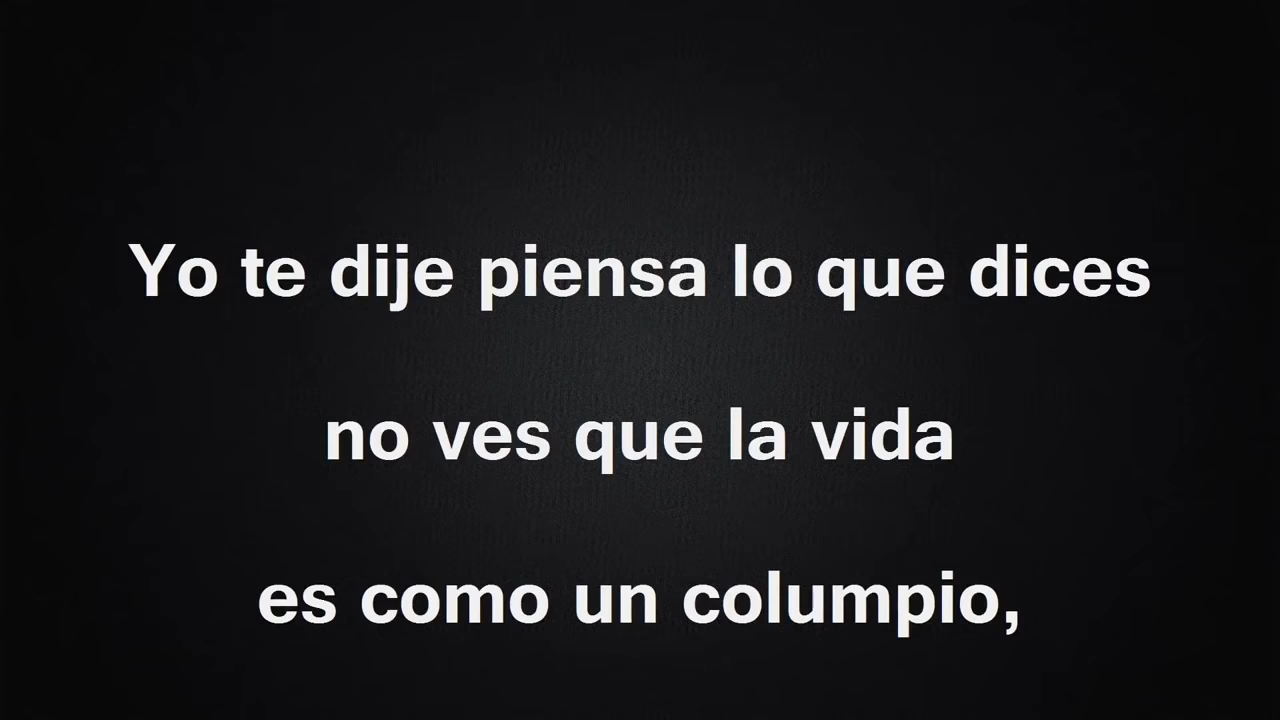 Yo te dije piensa lo que dices
no ves que la vida
es como un columpio,